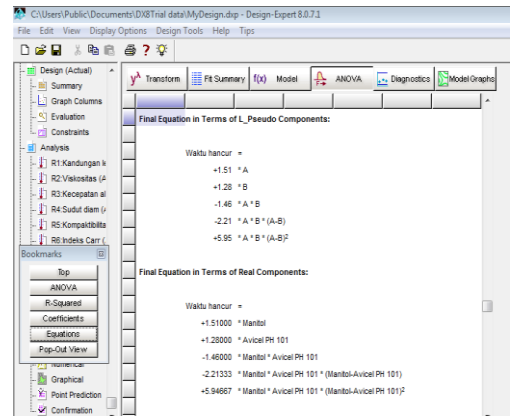 C:\Users\Public\Documents\DX8Trial data\MyDesign.dxp - Design-Expert 8.0.7.1
File Edit View Display Options Design Tools Help Tips
Design (Actual)
Summary
Graph Columns
Evaluation
Constraints
Analysis
R1:Kandungan le
R2:Viskositas (A
R3:Kecepatan al
R4:Sudut diam (A
R5:Kompaktibilita
R6:Indeks Carr (
Bookmarks
Top
ANOVA
R-Squared
Coefficients
Equations
Pop-Out View
Numerical
Graphical
Point Prediction
Confirmation
yλ Transform Fit Summary f(x) Model ANOVA Diagnostics Model Graphs
Final Equation in Terms of L_Pseudo Components:
Waktu hancur =
+1.51 * A
+1.28 * B
-1.46 * A * B
-2.21 * A * B * (A-B)
+5.95 * A * B * (A-B)²
Final Equation in Terms of Real Components:
Waktu hancur =
+1.51000 * Manitol
+1.28000 * Avicel PH 101
-1.46000 * Manitol * Avicel PH 101
-2.21333 * Manitol * Avicel PH 101 * (Manitol-Avicel PH 101)
+5.94667 * Manitol * Avicel PH 101 * (Manitol-Avicel PH 101)²